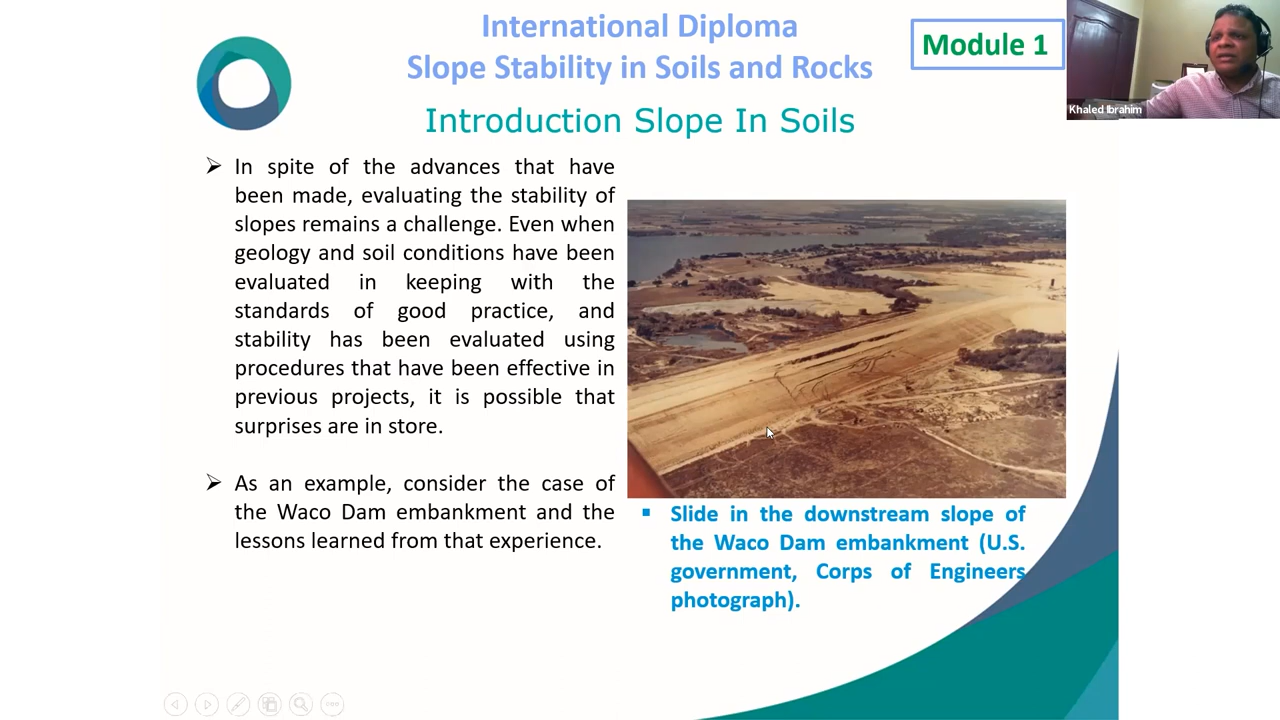 International Diploma
Slope Stability in Soils and Rocks
Module 1
Khaled Ibrahim
Introduction Slope In Soils
In spite of the advances that have
been made, evaluating the stability of
slopes remains a challenge. Even when
geology and soil conditions have been
evaluated in keeping with the
standards of good practice, and
stability has been evaluated using
procedures that have been effective in
previous projects, it is possible that
surprises are in store.
As an example, consider the case of
the Waco Dam embankment and the
lessons learned from that experience.
Slide in the downstream slope of
the Waco Dam embankment (U.S.
government, Corps of Engineers
photograph).